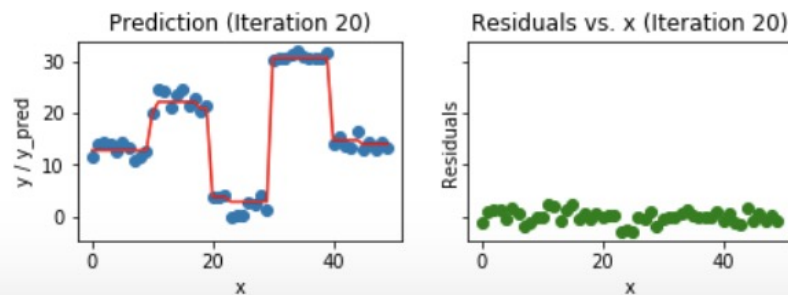 Prediction (Iteration 20)
30
20
10
0
y / y_pred
0
20
40
x
Residuals vs. x (Iteration 20)
Residuals
0
20
40
x